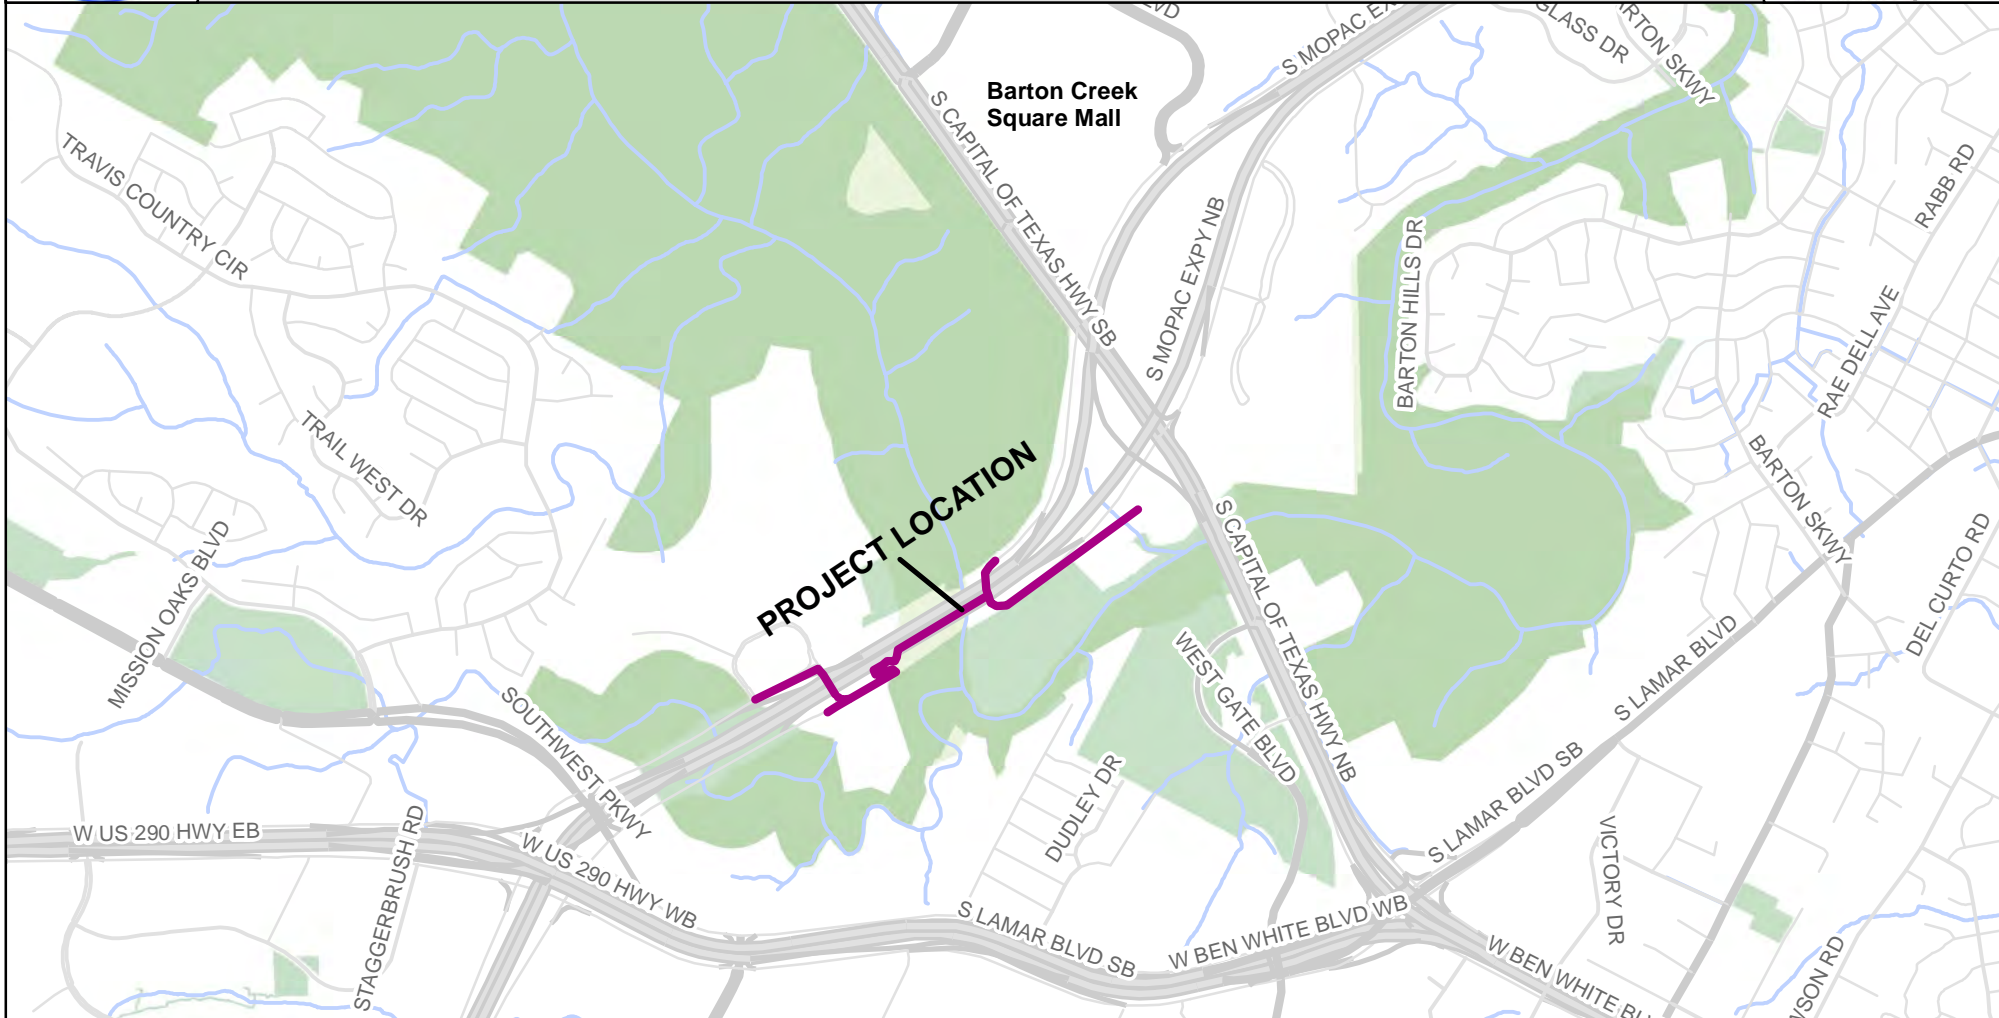 S MOPAC EX
GLASS DR
RTON SKWY
Barton Creek
Square Mall
S CAPITAL OF TEXAS HWY SB
TRAVIS COUNTRY CIR
S MOPAC EXPY NB
BARTON HILLS DR
RABB RD
RAE DELL AVE
TRAIL WEST DR
PROJECT LOCATION
BARTON SKWY
MISSION OAKS BLVD
S CAPITAL OF TEXAS HWY NB
DEL CURTO RD
WEST GATE BLVD
S LAMAR BLVD
SOUTHWEST PKWY
DUDLEY DR
S LAMAR BLVD SB
W US 290 HWY EB
STAGGERBRUSH RD
W US 290 HWY WB
VICTORY DR
S LAMAR BLVD SB
W BEN WHITE BLVD WB
W BEN WHITE BL
NSON RD